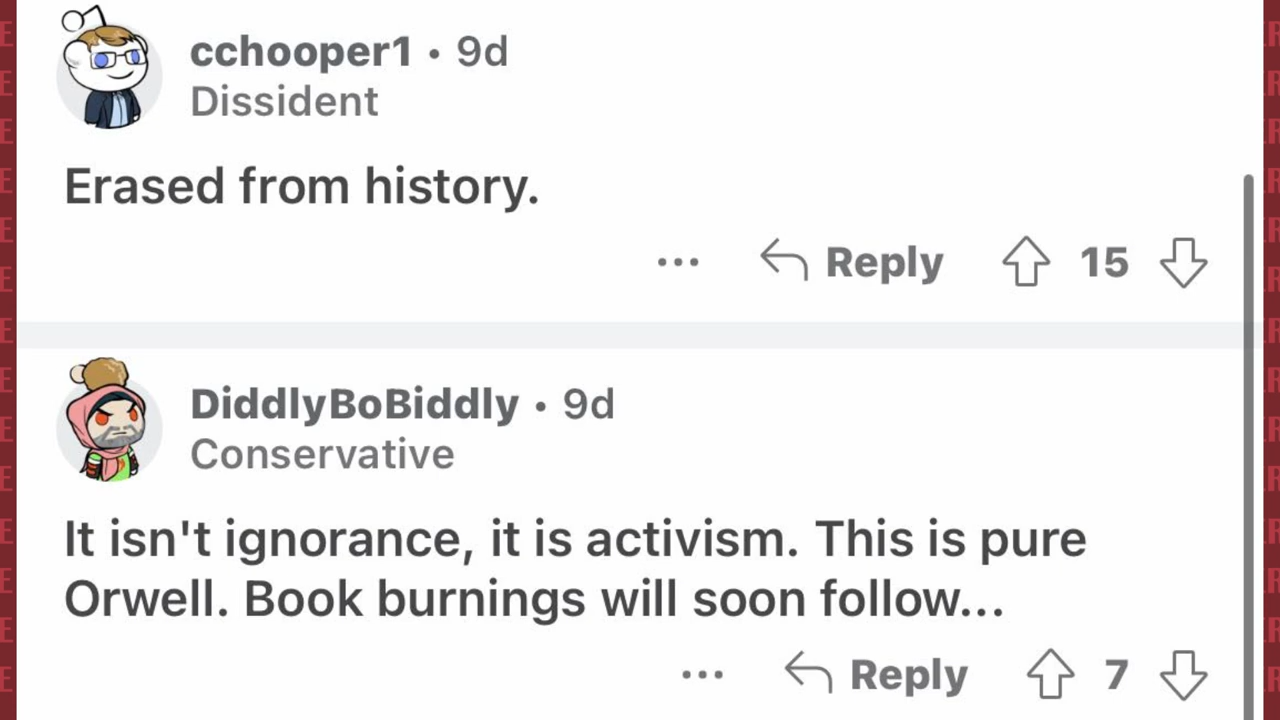 cchooper1 • 9d
Dissident
Erased from history.
... Reply 15
DiddlyBoBiddly • 9d
Conservative
It isn't ignorance, it is activism. This is pure
Orwell. Book burnings will soon follow...
... Reply 7